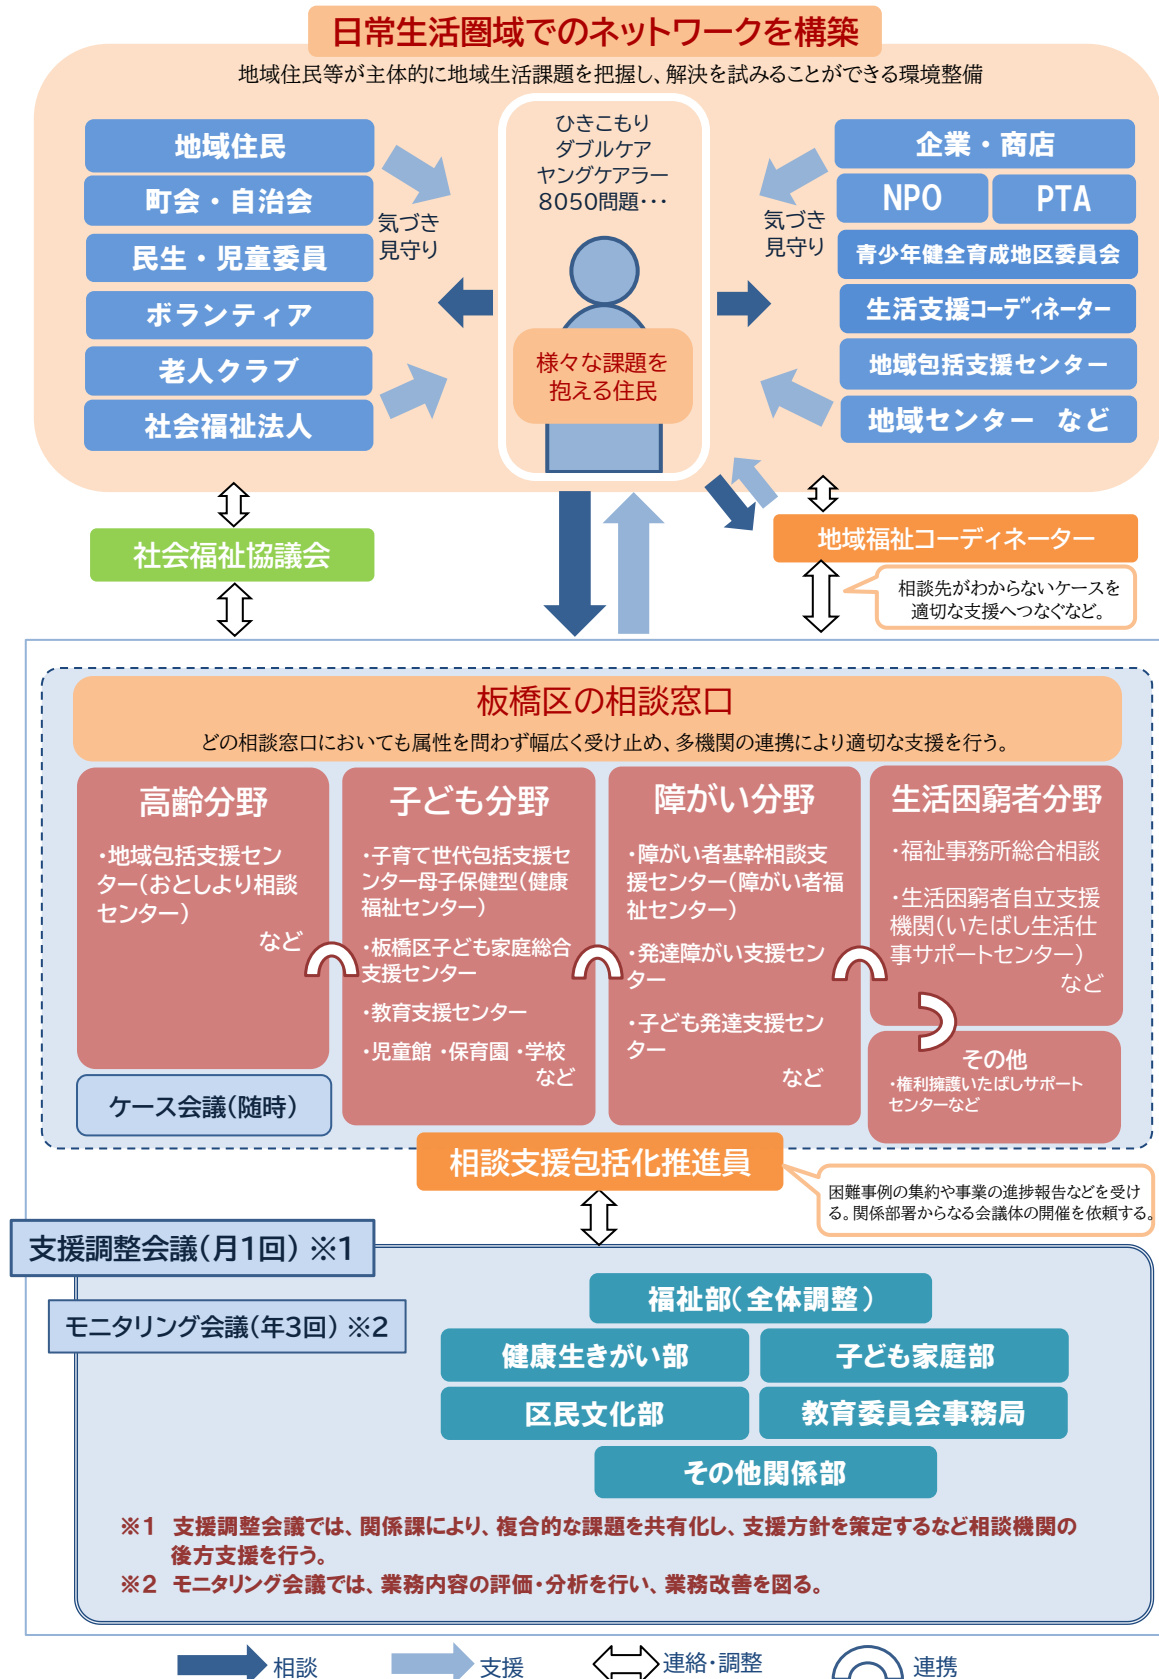 日常生活圏域でのネットワークを構築
地域住民等が主体的に地域生活課題を把握し、解決を試みることができる環境整備
地域住民
町会・自治会
民生・児童委員
ボランティア
老人クラブ
社会福祉法人
気づき
見守り
ひきこもり
ダブルケア
ヤングケアラー
8050問題・・・
様々な課題を
抱える住民
気づき
見守り
企業・商店
NPO
PTA
青少年健全育成地区委員会
生活支援コーディネーター
地域包括支援センター
地域センター など
社会福祉協議会
地域福祉コーディネーター
相談先がわからないケースを
適切な支援へつなぐなど。
板橋区の相談窓口
どの相談窓口においても属性を問わず幅広く受け止め、多機関の連携により適切な支援を行う。
高齢分野
・地域包括支援セン
ター(おとしより相談
センター)
など
ケース会議(随時)
子ども分野
・子育て世代包括支援セ
ンター母子保健型(健康
福祉センター)
・板橋区子ども家庭総合
支援センター
・教育支援センター
・児童館 ・保育園 ・学校
など
障がい分野
・障がい者基幹相談支
援センター(障がい者福
祉センター)
・発達障がい支援セン
ター
・子ども発達支援セン
ター
など
生活困窮者分野
・福祉事務所総合相談
・生活困窮者自立支援
機関(いたばし生活仕
事サポートセンター)
など
その他
・権利擁護いたばしサポート
センターなど
相談支援包括化推進員
困難事例の集約や事業の進捗報告などを受け
る。関係部署からなる会議体の開催を依頼する。
支援調整会議(月1回) ※1
モニタリング会議(年3回) ※2
福祉部(全体調整)
健康生きがい部
子ども家庭部
区民文化部
教育委員会事務局
その他関係部
※1 支援調整会議では、関係課により、複合的な課題を共有化し、支援方針を策定するなど相談機関の
後方支援を行う。
※2 モニタリング会議では、業務内容の評価・分析を行い、業務改善を図る。
相談
支援
連絡・調整
連携